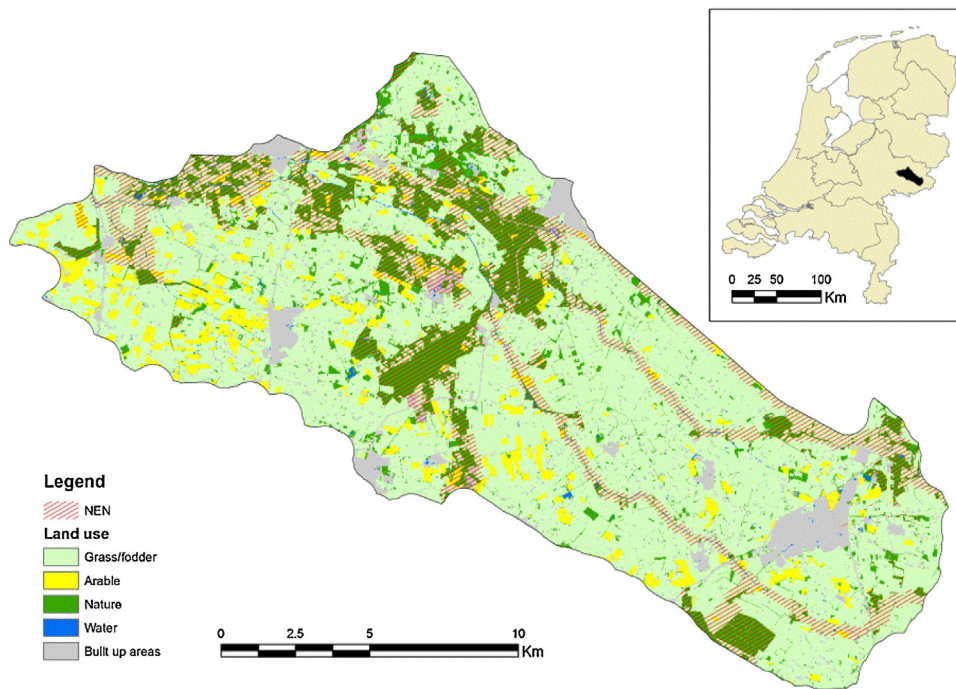 0 25 50 100
Km
Legend
NEN
Land use
Grass/fodder
Arable
Nature
Water
Built up areas
0 2.5 5 10
Km